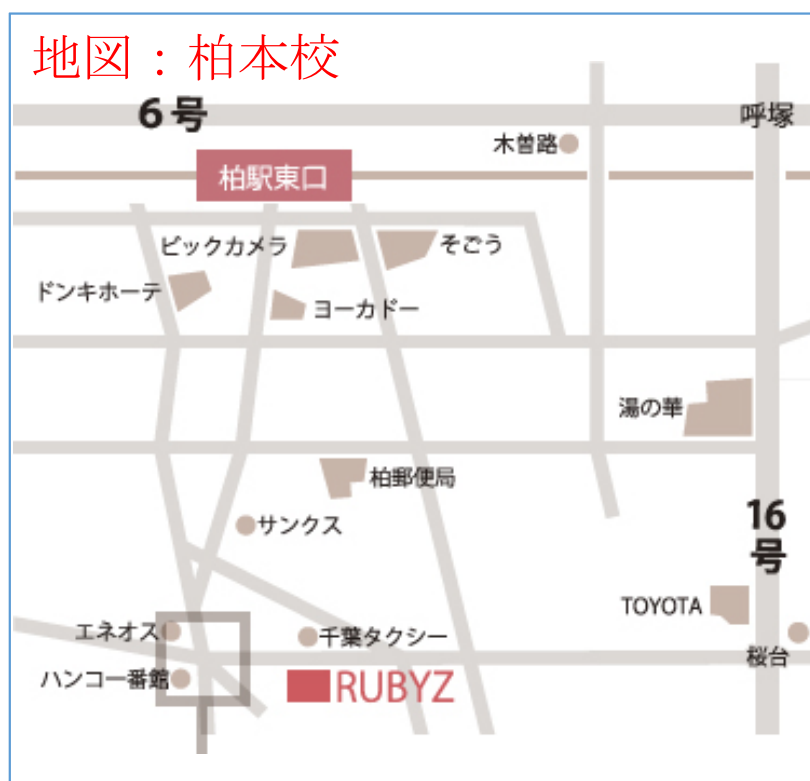 地図：柏本校
6号
呼塚
木曽路
柏駅東口
ビックカメラ
そごう
ドンキホーテ
ヨーカドー
湯の華
柏郵便局
サンクス
16号
TOYOTA
エネオス
千葉タクシー
桜台
ハンコ一番館
RUBYZ